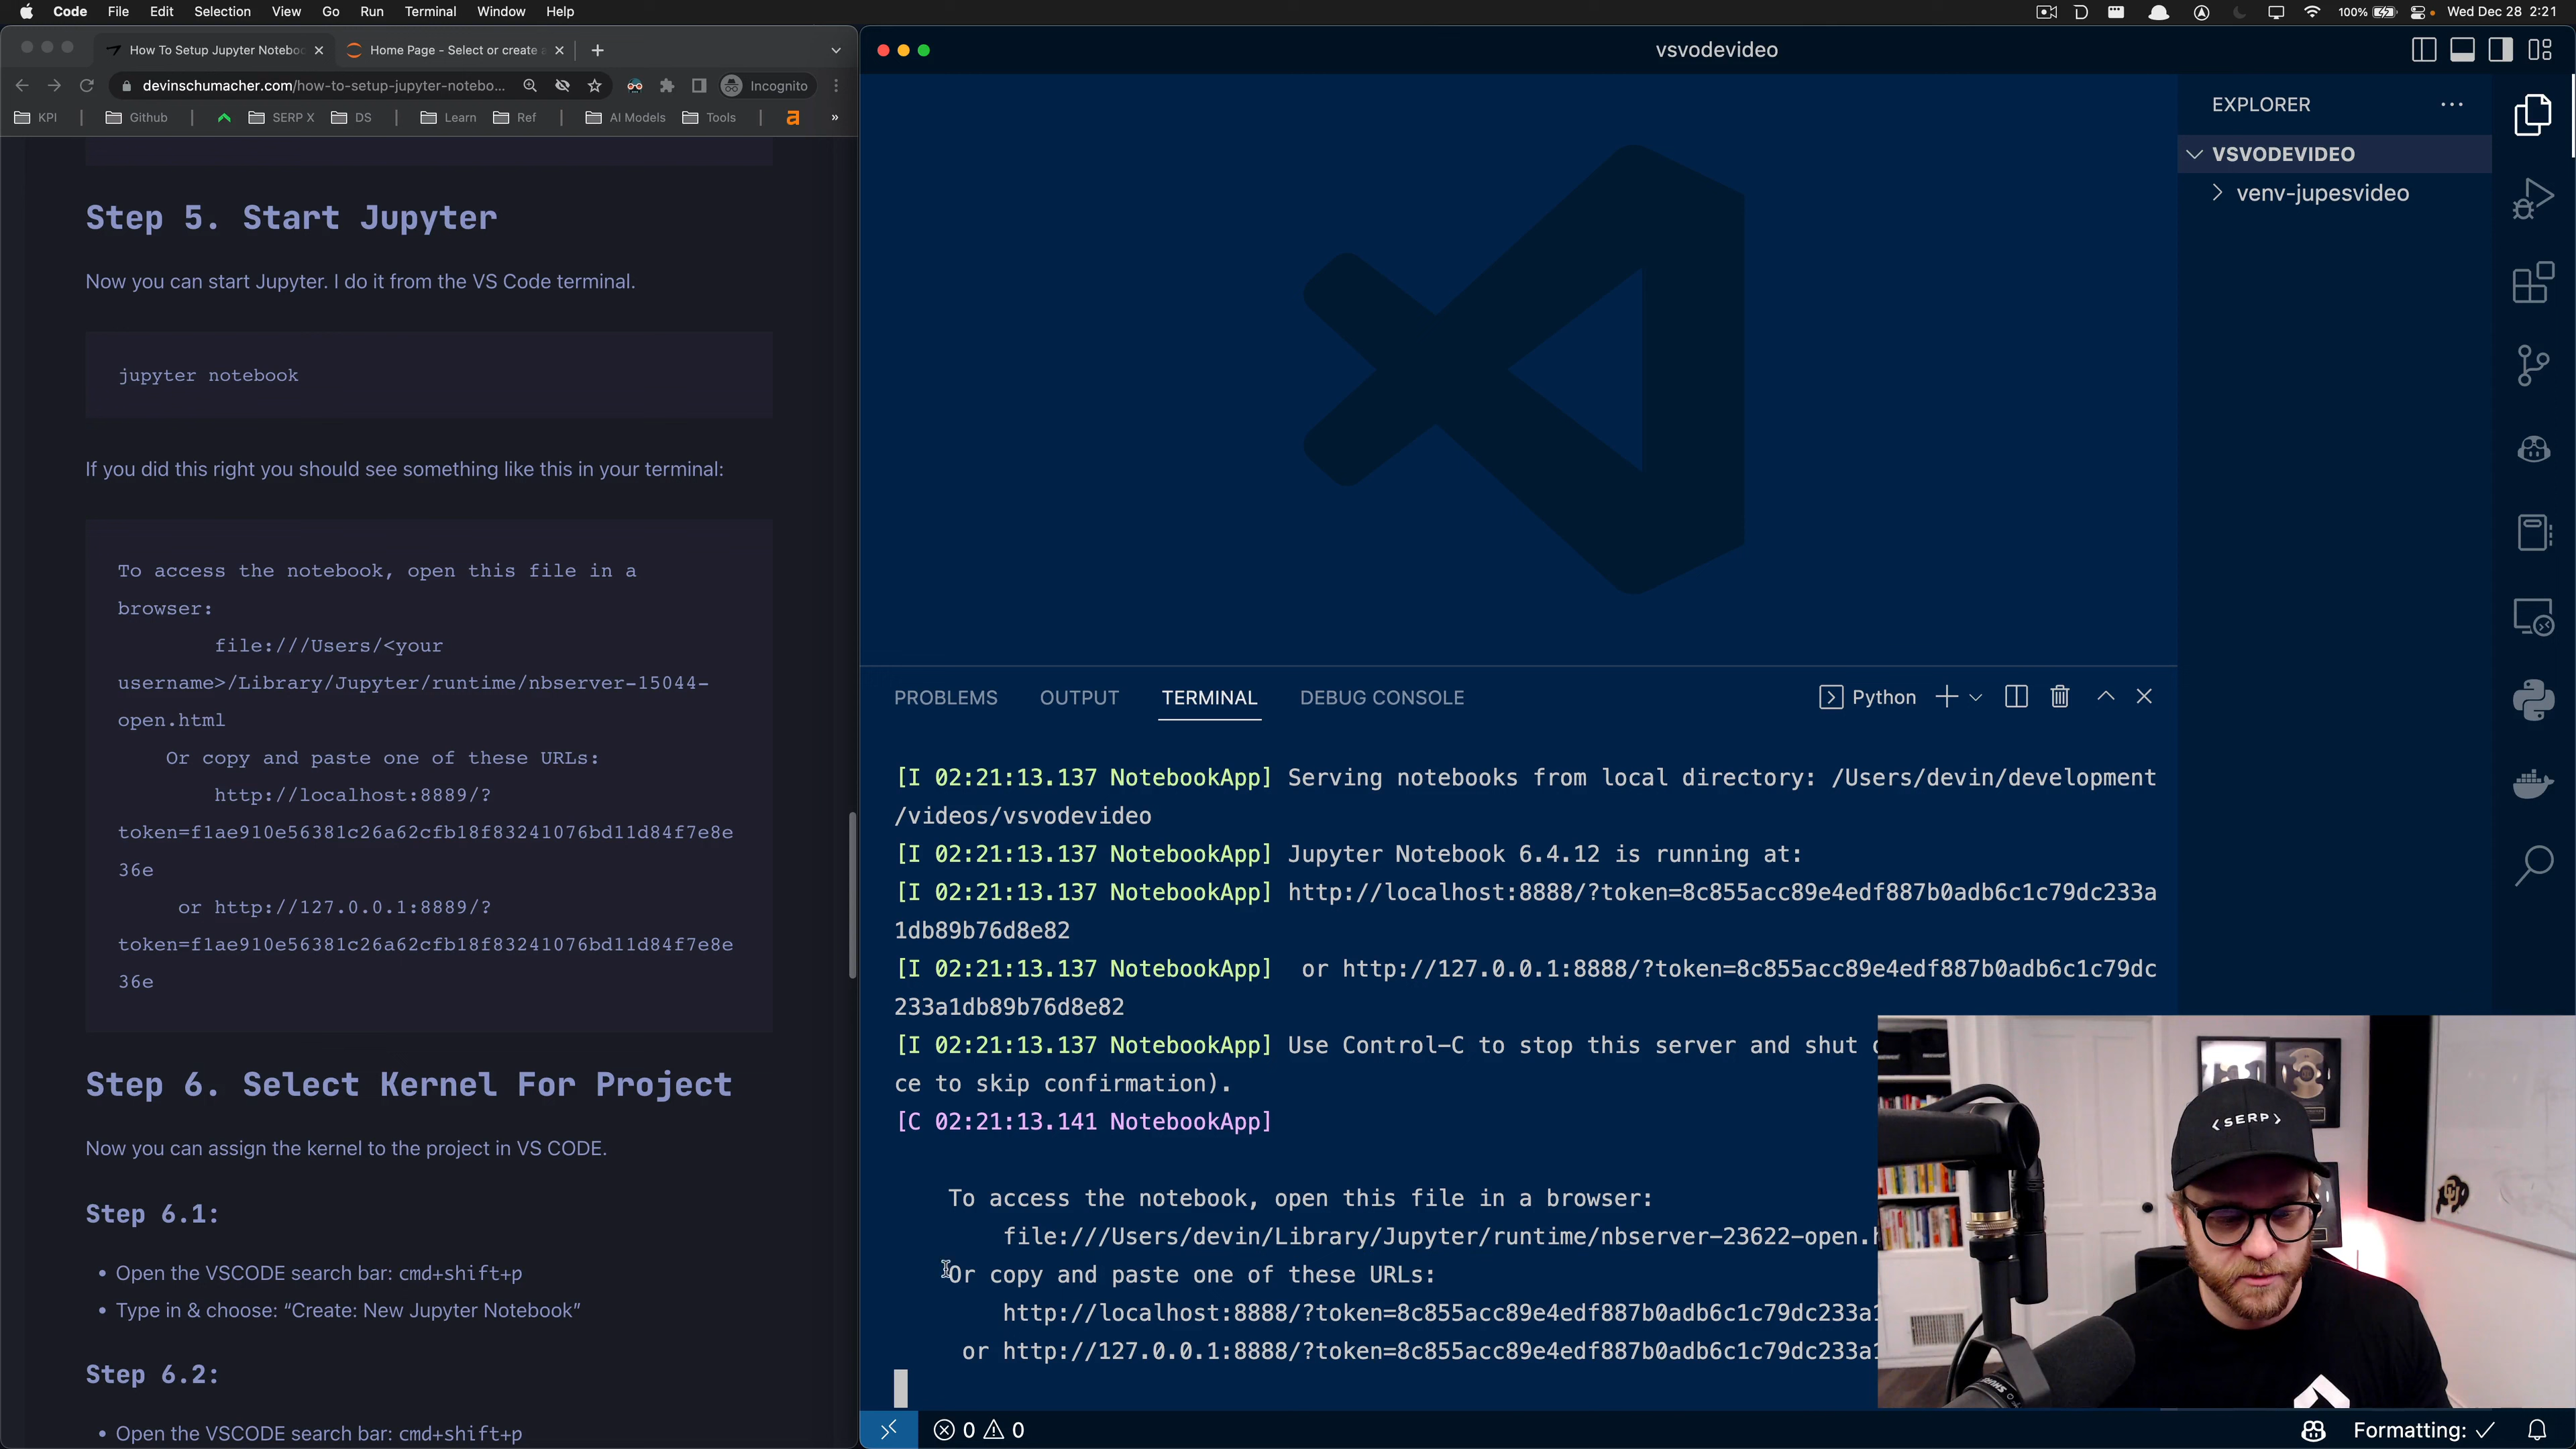 Code File Edit Selection View Go Run Terminal Window Help
100% Wed Dec 28 2:21
How To Setup Jupyter Notebo
Home Page - Select or create a
devinschumacher.com/how-to-setup-jupyter-notebo...
Incognito
KPI | Github | SERP X DS | Learn Ref | AI Models Tools | a »
Step 5. Start Jupyter
Now you can start Jupyter. I do it from the VS Code terminal.
jupyter notebook
If you did this right you should see something like this in your terminal:
To access the notebook, open this file in a
browser:
file:///Users/<your
username>/Library/Jupyter/runtime/nbserver-15044-
open.html
Or copy and paste one of these URLs:
http://localhost:8889/?
token=f1ae910e56381c26a62cfb18f83241076bd11d84f7e8e
36e
or http://127.0.0.1:8889/?
token=f1ae910e56381c26a62cfb18f83241076bd11d84f7e8e
36e
Step 6. Select Kernel For Project
Now you can assign the kernel to the project in VS CODE.
Step 6.1:
• Open the VSCODE search bar: cmd+shift+p
• Type in & choose: “Create: New Jupyter Notebook”
Step 6.2:
• Open the VSCODE search bar: cmd+shift+p
vsvodevideo
EXPLORER
VSVODEVIDEO
venv-jupesvideo
PROBLEMS OUTPUT TERMINAL DEBUG CONSOLE
Python
[I 02:21:13.137 NotebookApp] Serving notebooks from local directory: /Users/devin/development
/videos/vsvodevideo
[I 02:21:13.137 NotebookApp] Jupyter Notebook 6.4.12 is running at:
[I 02:21:13.137 NotebookApp] http://localhost:8888/?token=8c855acc89e4edf887b0adb6c1c79dc233a
1db89b76d8e82
[I 02:21:13.137 NotebookApp]  or http://127.0.0.1:8888/?token=8c855acc89e4edf887b0adb6c1c79dc
233a1db89b76d8e82
[I 02:21:13.137 NotebookApp] Use Control-C to stop this server and shut
ce to skip confirmation).
[C 02:21:13.141 NotebookApp]
To access the notebook, open this file in a browser:
file:///Users/devin/Library/Jupyter/runtime/nbserver-23622-open.
Or copy and paste one of these URLs:
http://localhost:8888/?token=8c855acc89e4edf887b0adb6c1c79dc233a1
or http://127.0.0.1:8888/?token=8c855acc89e4edf887b0adb6c1c79dc233a1
<SERP>
SHURE
CU
0 0
Formatting: ✓